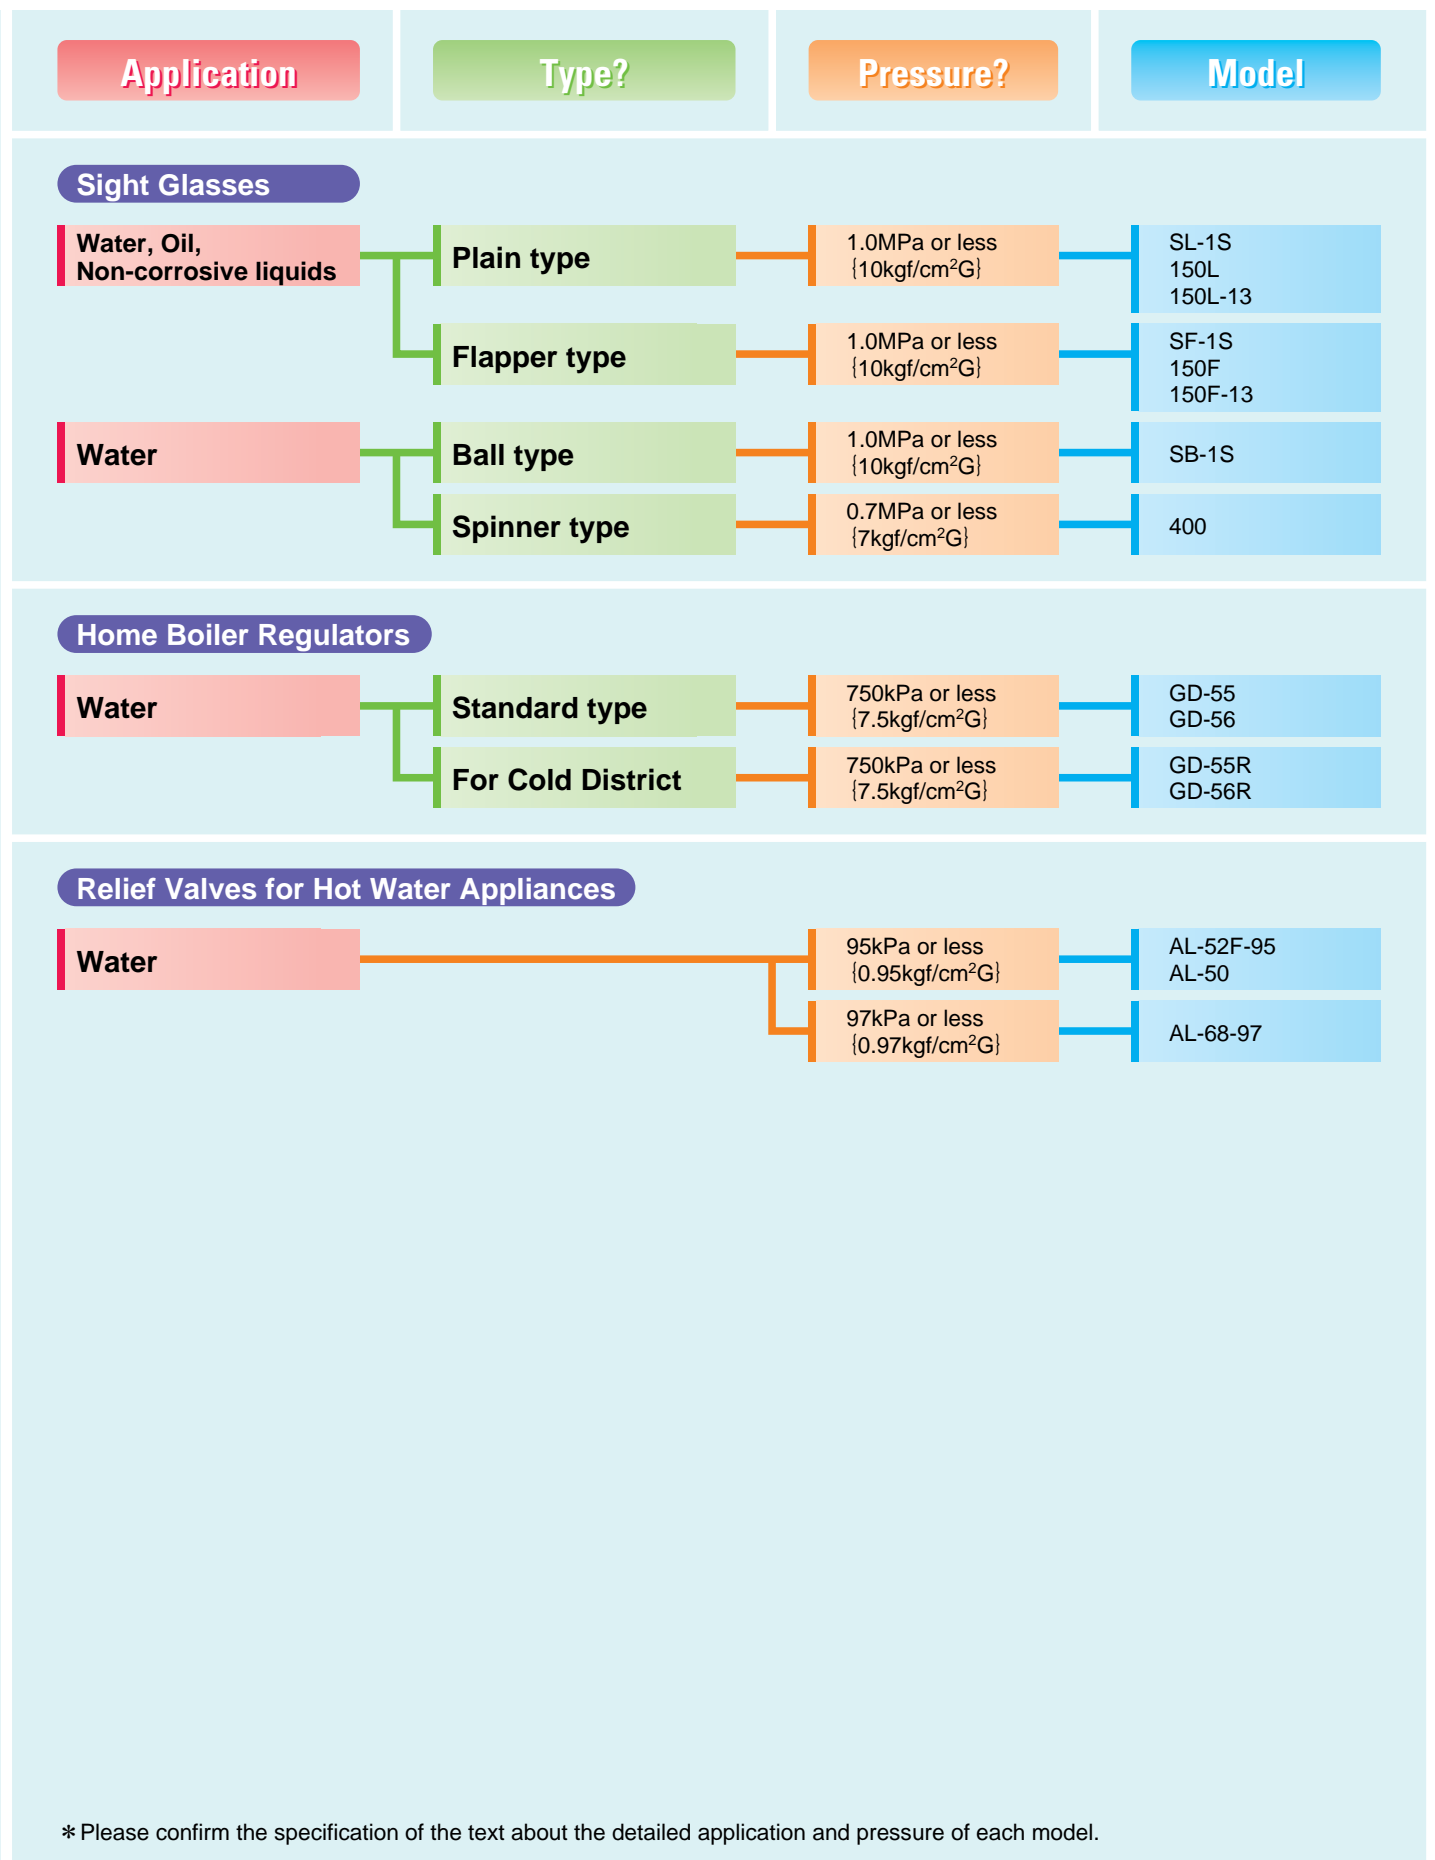 Application
Type?
Pressure?
Model
Sight Glasses
Water, Oil,
Non-corrosive liquids
Plain type
1.0MPa or less
{10kgf/cm²G}
SL-1S
150L
150L-13
Flapper type
1.0MPa or less
{10kgf/cm²G}
SF-1S
150F
150F-13
Water
Ball type
1.0MPa or less
{10kgf/cm²G}
SB-1S
Spinner type
0.7MPa or less
{7kgf/cm²G}
400
Home Boiler Regulators
Water
Standard type
750kPa or less
{7.5kgf/cm²G}
GD-55
GD-56
For Cold District
750kPa or less
{7.5kgf/cm²G}
GD-55R
GD-56R
Relief Valves for Hot Water Appliances
Water
95kPa or less
{0.95kgf/cm²G}
AL-52F-95
AL-50
97kPa or less
{0.97kgf/cm²G}
AL-68-97
＊Please confirm the specification of the text about the detailed application and pressure of each model.